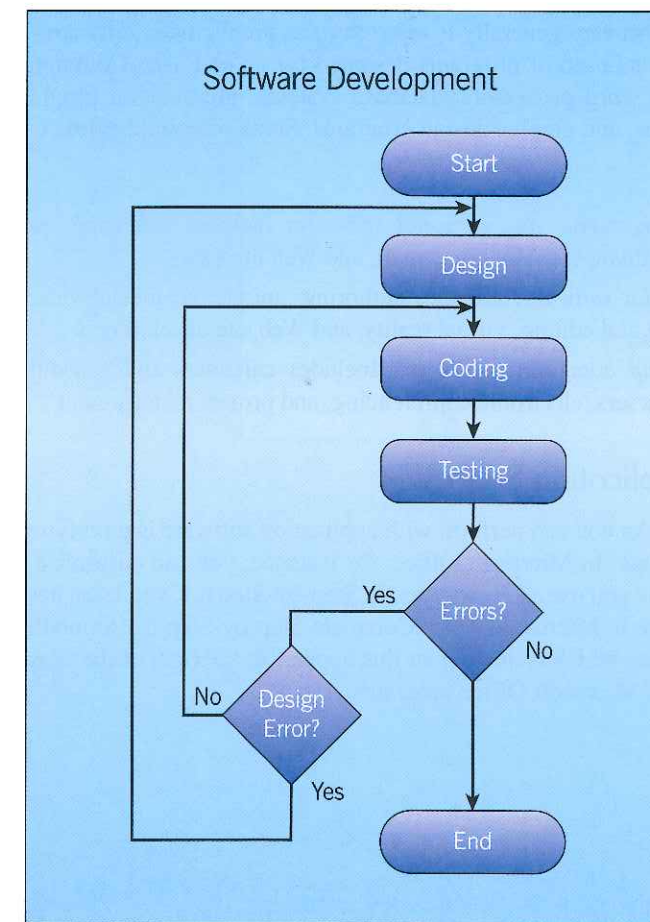 Software Development
Start
Design
Coding
Testing
Errors?
Yes
No
Design
Error?
No
Yes
End